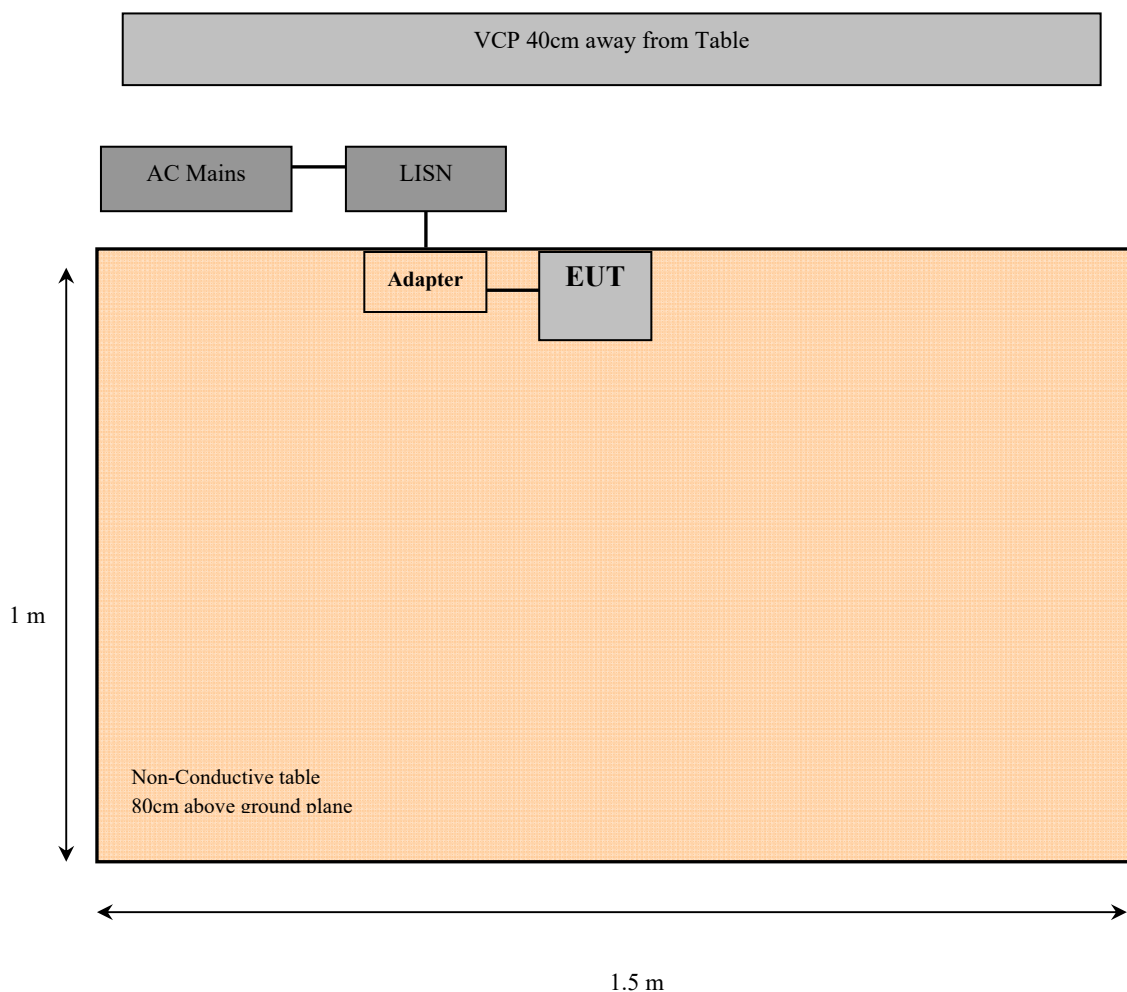 VCP 40cm away from Table
AC Mains
LISN
Adapter
EUT
1 m
Non-Conductive table
80cm above ground plane
1.5 m